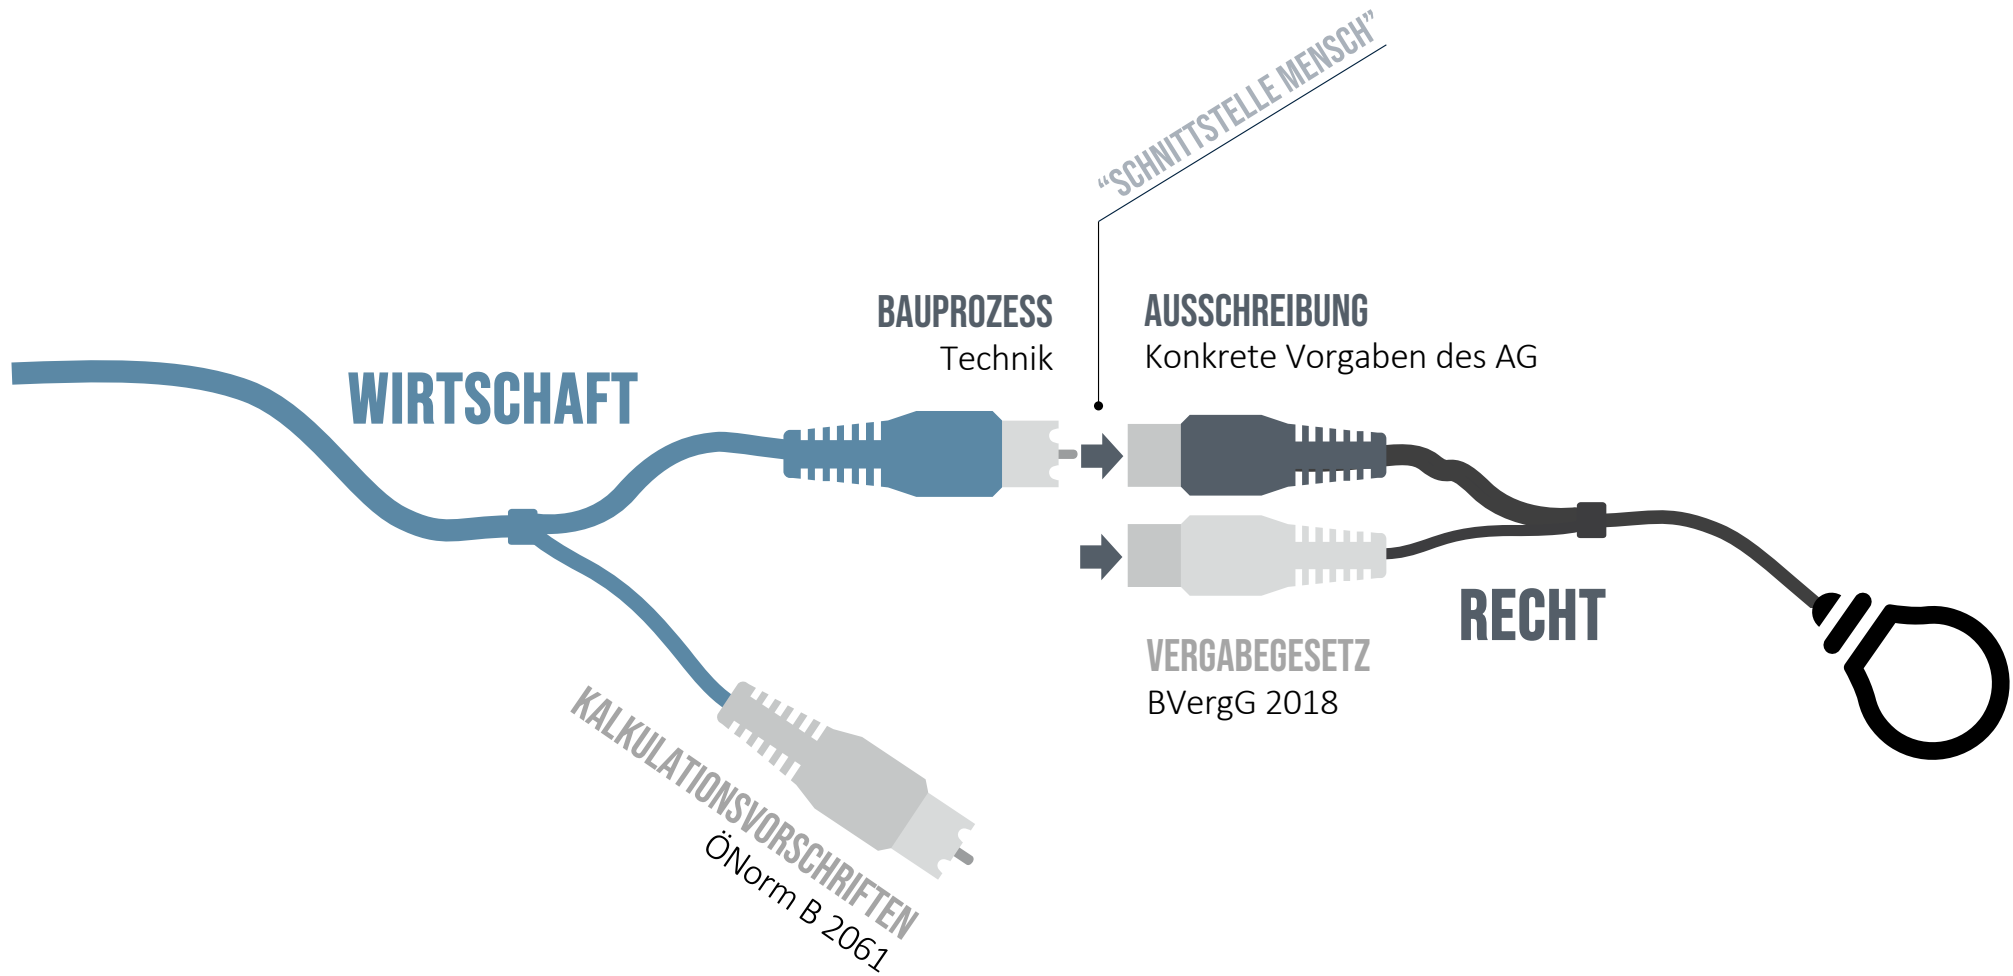 “SCHNITTSTELLE MENSCH”
BAUPROZESS
Technik
AUSSCHREIBUNG
Konkrete Vorgaben des AG
WIRTSCHAFT
RECHT
VERGABEGESETZ
BVergG 2018
KALKULATIONSVORSCHRIFTEN
ÖNorm B 2061